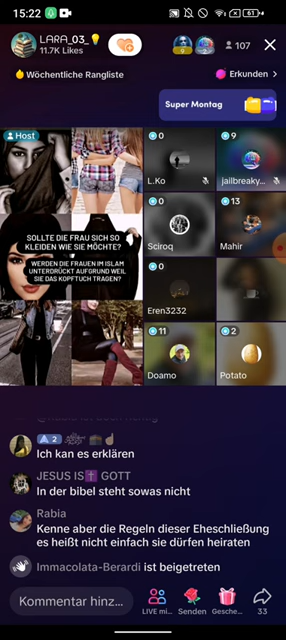 15:22
61
LARA_03_💡
11.7K Likes
9
107
Wöchentliche Rangliste
Erkunden >
Super Montag
Host
0
9
L.Ko
jailbreaky...
SOLLTE DIE FRAU SICH SO
KLEIDEN WIE SIE MÖCHTE?
WERDEN DIE FRAUEN IM ISLAM
UNTERDRÜCKT AUFGRUND WEIL
SIE DAS KOPFTUCH TRAGEN?
0
13
Sciroq
Mahir
0
Eren3232
11
2
Doamo
Potato
A 2
Ich kan es erklären
JESUS IS✝️ GOTT
In der bibel steht sowas nicht
Rabia
Kenne aber die Regeln dieser Eheschließung
es heißt nicht einfach sie dürfen heiraten
Immacolata-Berardi ist beigetreten
Kommentar hinz...
LIVE mi...
Senden
Gesche...
33